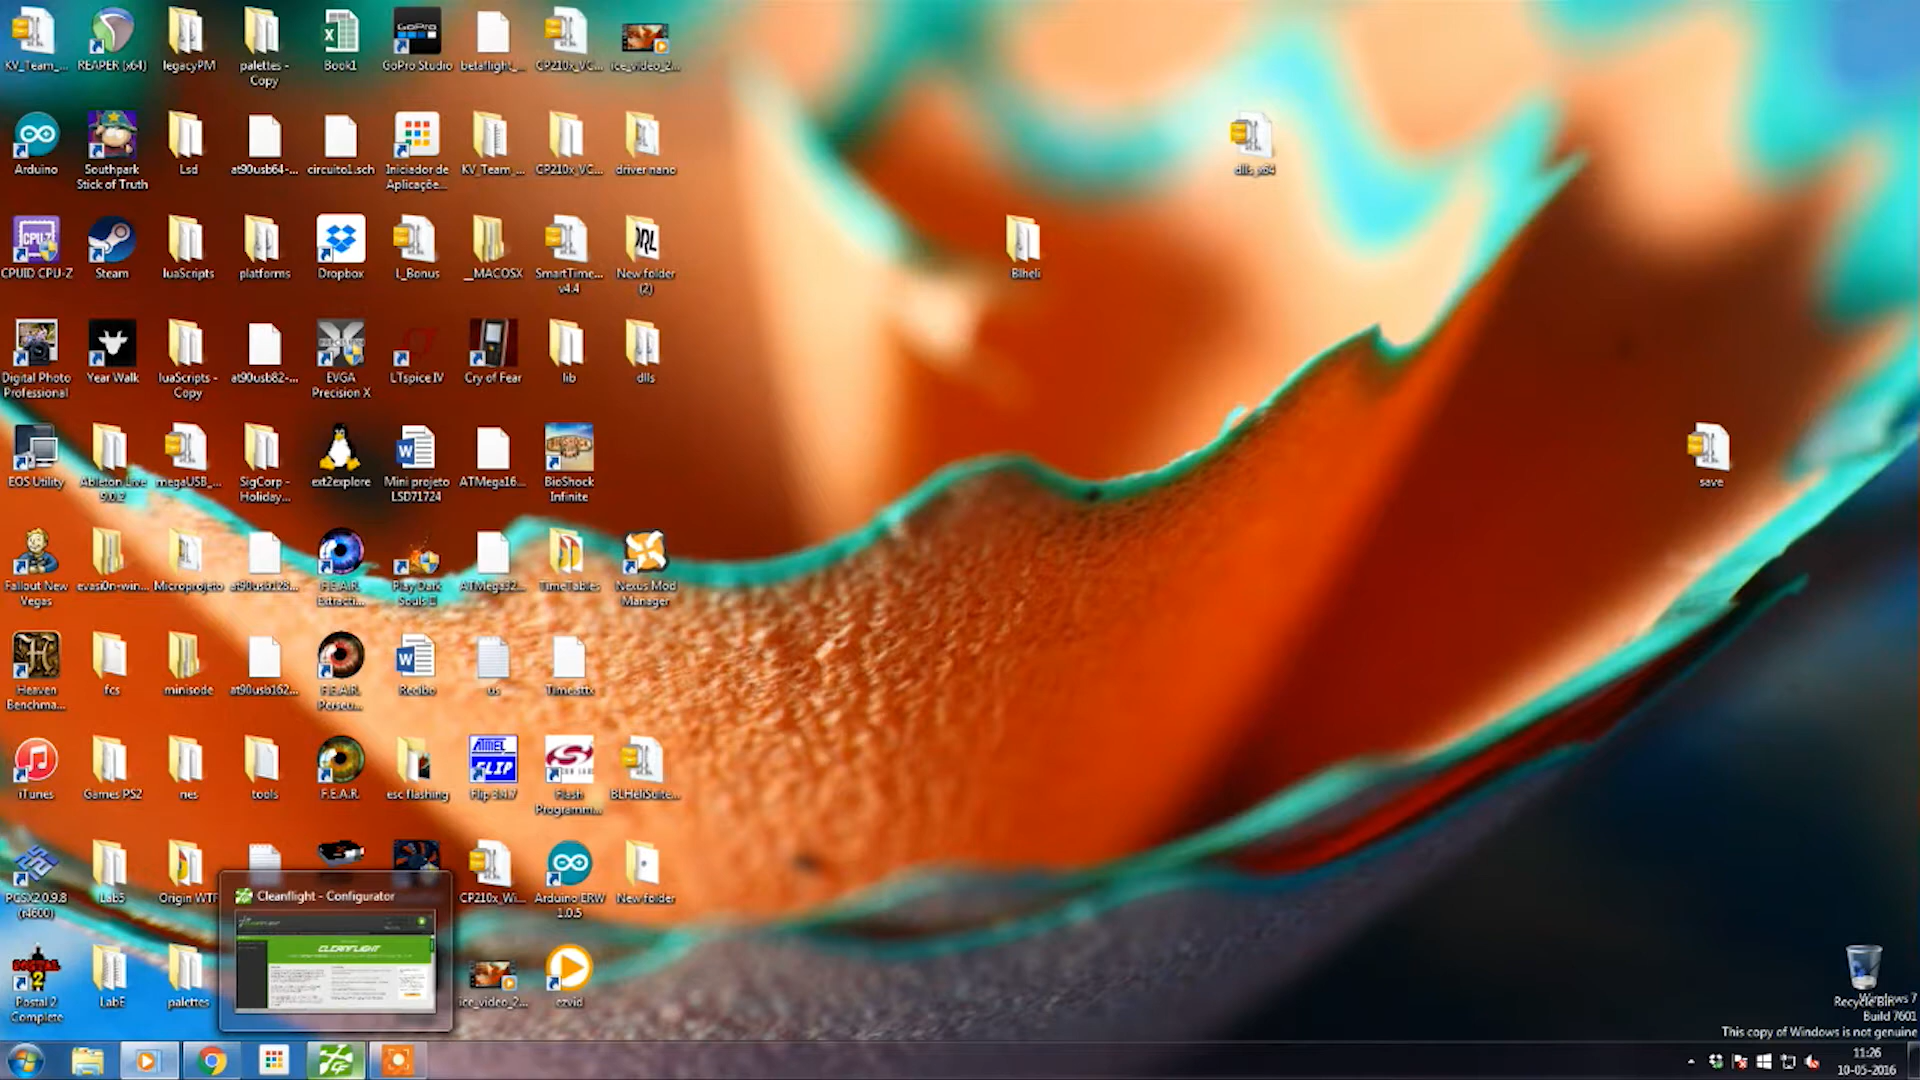 KV_Team_... REAPER (x64) legacyPM palettes - Copy Book1 GoPro Studio betaflight_... CP210x_VC... ice_video_2...
Arduino Southpark Stick of Truth Lsd at90usb64-... circuito1.sch Iniciador de Aplicaçõe... KV_Team_... CP210x_VC... driver nano dlls_x64
CPUID CPU-Z Steam luaScripts platforms Dropbox L_Bonus __MACOSX SmartTime... v4.4 New folder (2) Blheli
Digital Photo Professional Year Walk luaScripts - Copy at90usb82-... EVGA Precision X LTspice IV Cry of Fear lib dlls
EOS Utility Ableton Live 9.0.2 megaUSB_... SigCorp - Holiday... ext2explore Mini projeto LSD71724 ATMega16... BioShock Infinite save
Fallout New Vegas evasi0n-win... Microprojeto at90usb128... F.E.A.R. Extracti... Play Dark Souls II ATMega32... TimeTables Nexus Mod Manager
Heaven Benchma... fcs minisode at90usb162... F.E.A.R. Perseu... Recibo us Time.sttx
iTunes Games PS2 nes tools F.E.A.R. esc flashing Flip 3.4.7 Flash Programm... BLHeliSuite...
PCSX2 0.9.8 (r4600) Lab5 Origin WTF CP210x_Wi... Arduino ERW 1.0.5 New folder
Cleanflight - Configurator
CLEANFLIGHT
Postal 2 Complete LabE palettes ice_video_2... ezvid Recycle Bin
Windows 7
Build 7601
This copy of Windows is not genuine
11:26
10-05-2016